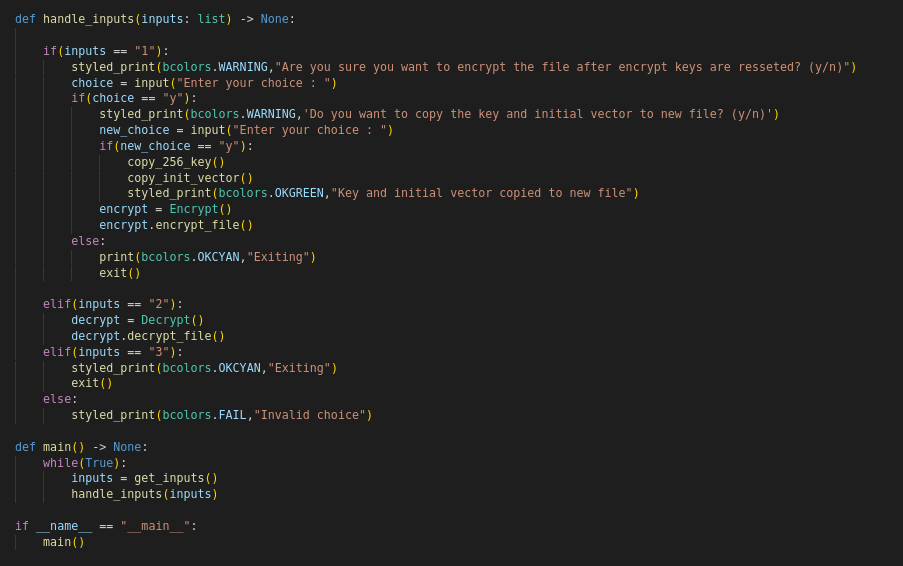 def handle_inputs(inputs: list) -> None:
if(inputs == "1"):
styled_print(bcolors.WARNING,"Are you sure you want to encrypt the file after encrypt keys are resseted? (y/n)")
choice = input("Enter your choice : ")
if(choice == "y"):
styled_print(bcolors.WARNING,'Do you want to copy the key and initial vector to new file? (y/n)')
new_choice = input("Enter your choice : ")
if(new_choice == "y"):
copy_256_key()
copy_init_vector()
styled_print(bcolors.OKGREEN,"Key and initial vector copied to new file")
encrypt = Encrypt()
encrypt.encrypt_file()
else:
print(bcolors.OKCYAN,"Exiting")
exit()
elif(inputs == "2"):
decrypt = Decrypt()
decrypt.decrypt_file()
elif(inputs == "3"):
styled_print(bcolors.OKCYAN,"Exiting")
exit()
else:
styled_print(bcolors.FAIL,"Invalid choice")
def main() -> None:
while(True):
inputs = get_inputs()
handle_inputs(inputs)
if __name__ == "__main__":
main()